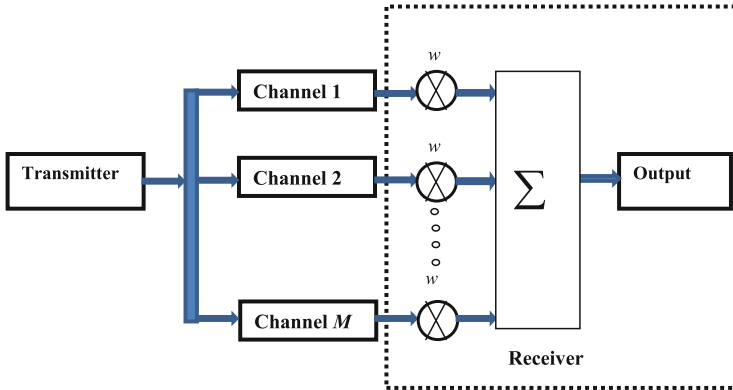 w
Channel 1
Transmitter
w
Channel 2
∑
Output
w
Channel M
Receiver